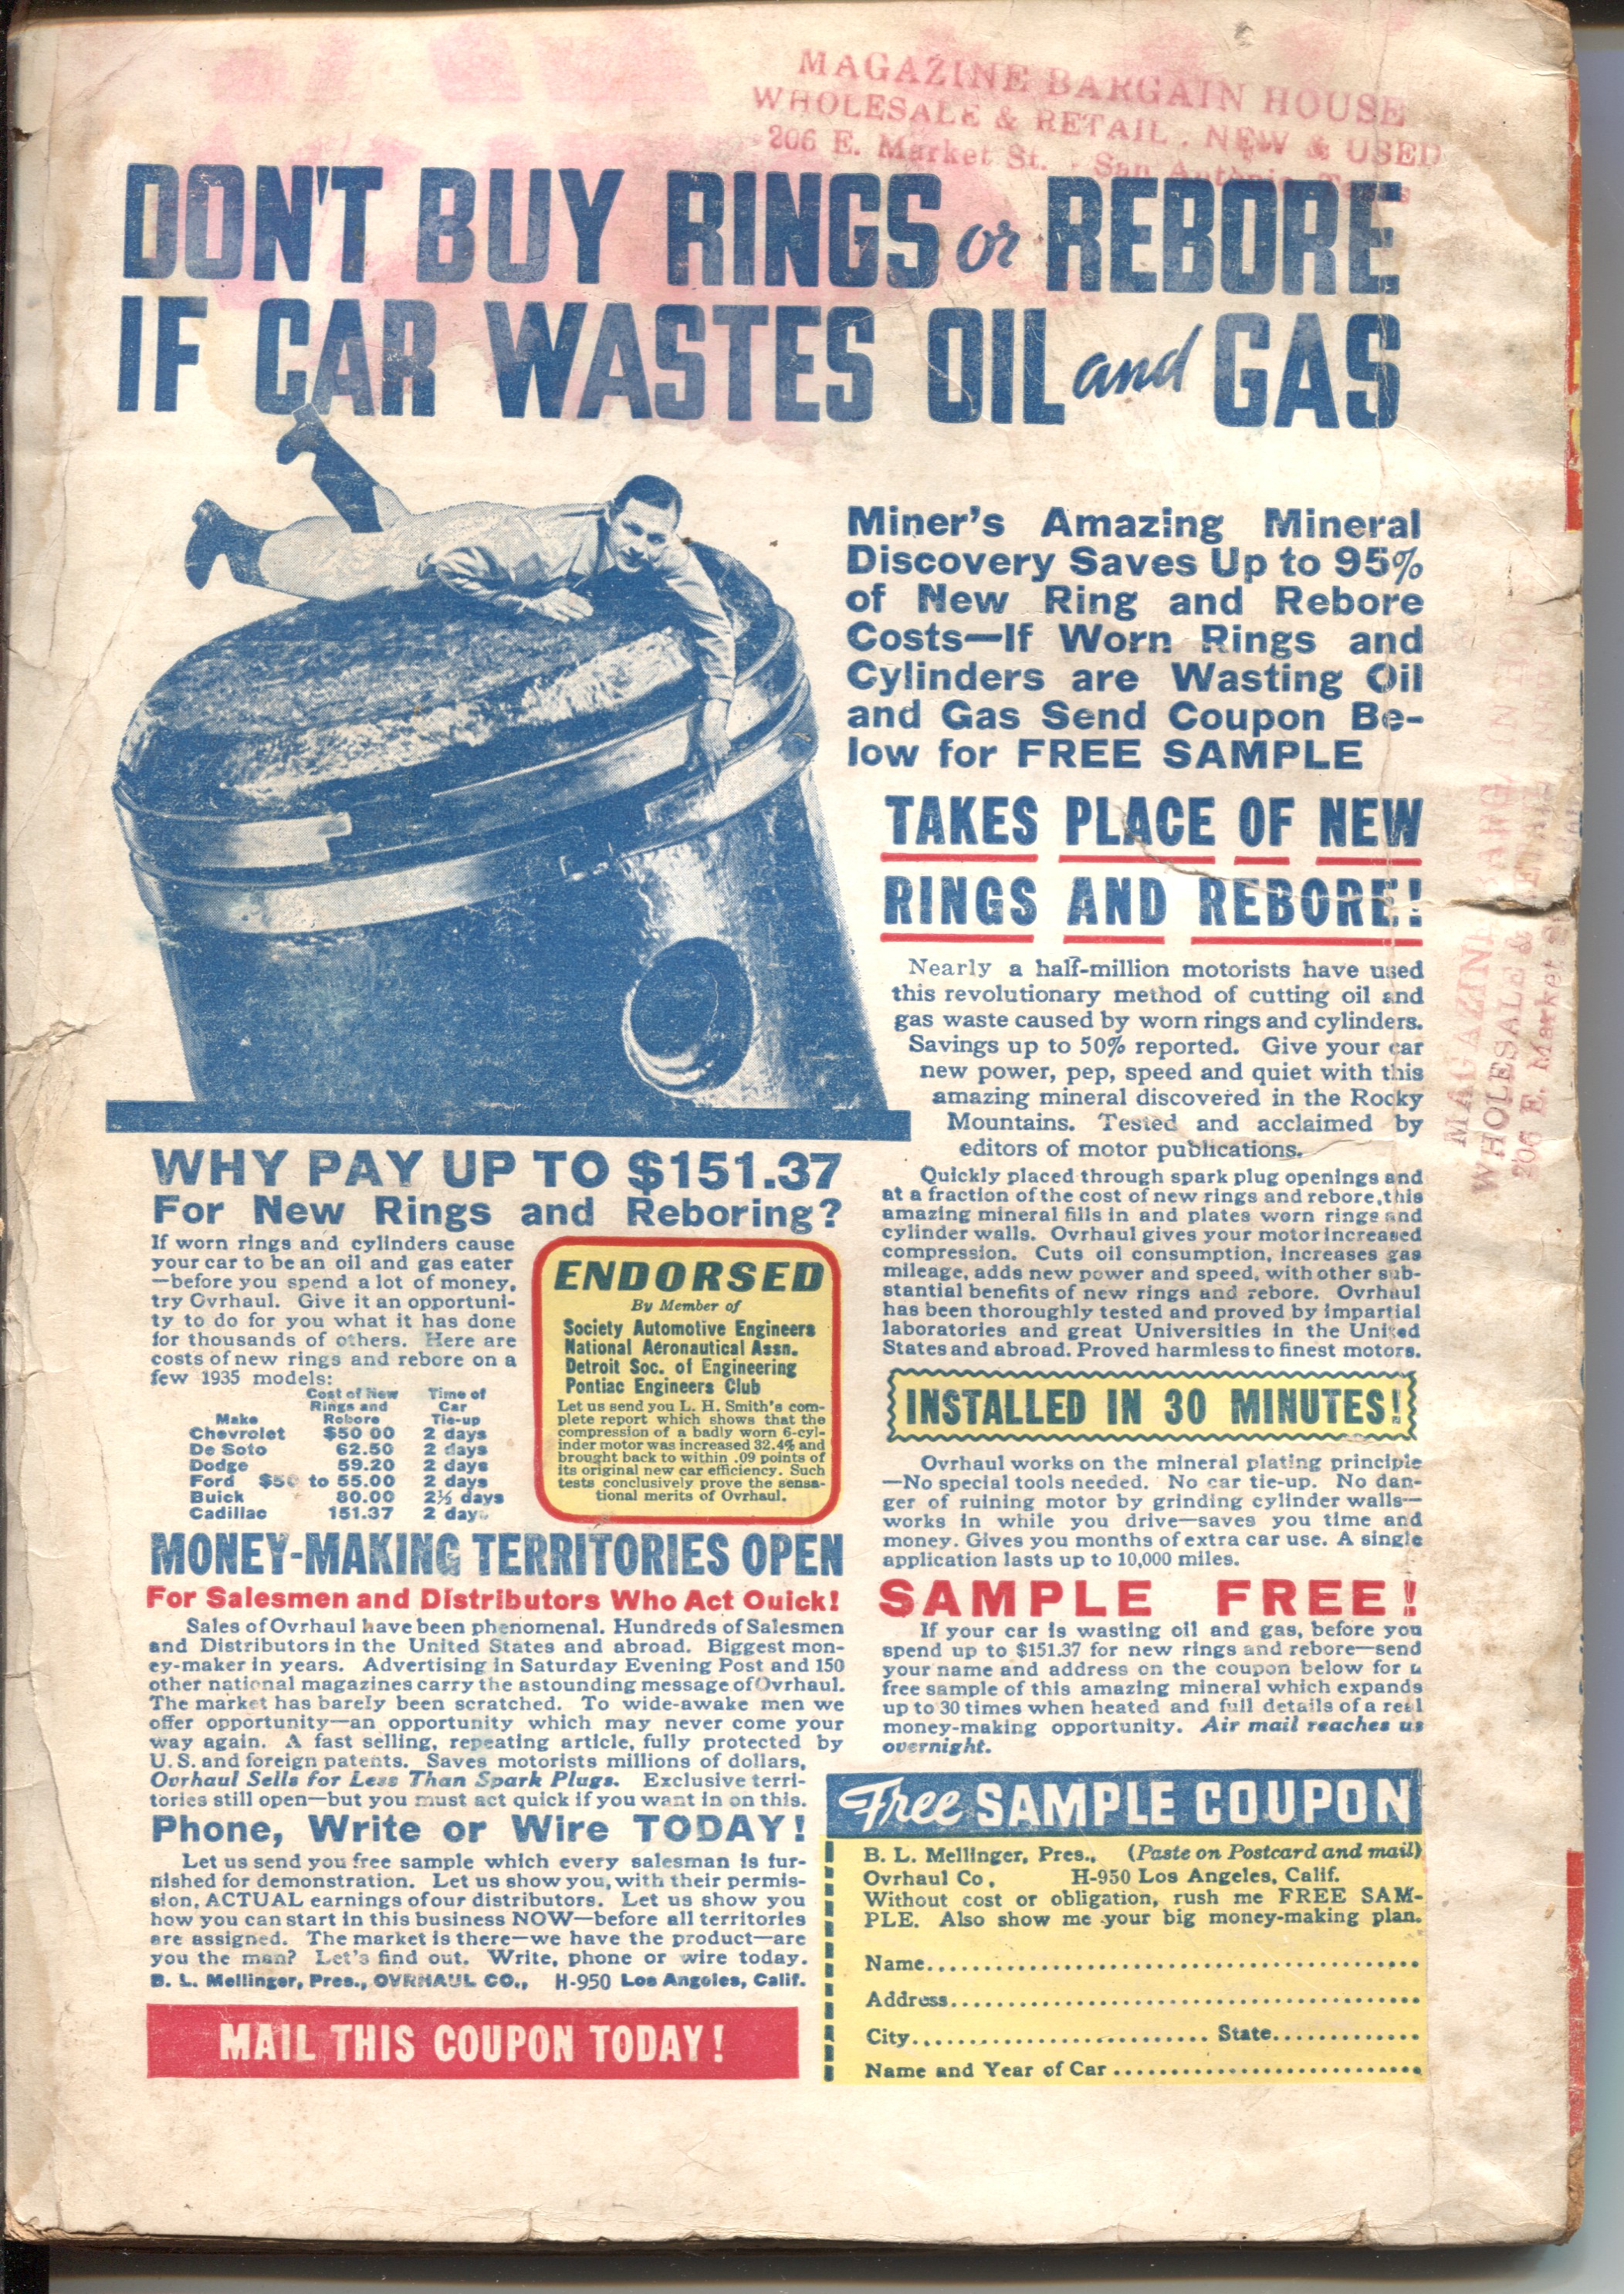 MAGAZINE BARGAIN HOUSE
WHOLESALE & RETAIL . NEW & USED
206 E. Market St. San Antonio, Texas
DON'T BUY RINGS or REBORE
IF CAR WASTES OIL and GAS
Miner's Amazing Mineral
Discovery Saves Up to 95%
of New Ring and Rebore
Costs—If Worn Rings and
Cylinders are Wasting Oil
and Gas Send Coupon Be-
low for FREE SAMPLE
TAKES PLACE OF NEW
RINGS AND REBORE!
Nearly a half-million motorists have used
this revolutionary method of cutting oil and
gas waste caused by worn rings and cylinders.
Savings up to 50% reported. Give your car
new power, pep, speed and quiet with this
amazing mineral discovered in the Rocky
Mountains. Tested and acclaimed by
editors of motor publications.
Quickly placed through spark plug openings and
at a fraction of the cost of new rings and rebore, this
amazing mineral fills in and plates worn rings and
cylinder walls. Ovrhaul gives your motor increased
compression. Cuts oil consumption, increases gas
mileage, adds new power and speed, with other sub-
stantial benefits of new rings and rebore. Ovrhaul
has been thoroughly tested and proved by impartial
laboratories and great Universities in the United
States and abroad. Proved harmless to finest motors.
INSTALLED IN 30 MINUTES!
Ovrhaul works on the mineral plating principle
—No special tools needed. No car tie-up. No dan-
ger of ruining motor by grinding cylinder walls—
works in while you drive—saves you time and
money. Gives you months of extra car use. A single
application lasts up to 10,000 miles.
SAMPLE FREE!
If your car is wasting oil and gas, before you
spend up to $151.37 for new rings and rebore—send
your name and address on the coupon below for a
free sample of this amazing mineral which expands
up to 30 times when heated and full details of a real
money-making opportunity. Air mail reaches us
overnight.
WHY PAY UP TO $151.37
For New Rings and Reboring?
If worn rings and cylinders cause
your car to be an oil and gas eater
—before you spend a lot of money,
try Ovrhaul. Give it an opportuni-
ty to do for you what it has done
for thousands of others. Here are
costs of new rings and rebore on a
few 1935 models:
Cost of New Time of
Rings and Car
Make Rebore Tie-up
Chevrolet $50 00 2 days
De Soto 62.50 2 days
Dodge 59.20 2 days
Ford $50 to 55.00 2 days
Buick 80.00 2½ days
Cadillac 151.37 2 days
ENDORSED
By Member of
Society Automotive Engineers
National Aeronautical Assn.
Detroit Soc. of Engineering
Pontiac Engineers Club
Let us send you L. H. Smith's com-
plete report which shows that the
compression of a badly worn 6-cyl-
inder motor was increased 32.4% and
brought back to within .09 points of
its original new car efficiency. Such
tests conclusively prove the sensa-
tional merits of Ovrhaul.
MONEY-MAKING TERRITORIES OPEN
For Salesmen and Distributors Who Act Quick!
Sales of Ovrhaul have been phenomenal. Hundreds of Salesmen
and Distributors in the United States and abroad. Biggest mon-
ey-maker in years. Advertising in Saturday Evening Post and 150
other national magazines carry the astounding message of Ovrhaul.
The market has barely been scratched. To wide-awake men we
offer opportunity—an opportunity which may never come your
way again. A fast selling, repeating article, fully protected by
U. S. and foreign patents. Saves motorists millions of dollars,
Ovrhaul Sells for Less Than Spark Plugs. Exclusive terri-
tories still open—but you must act quick if you want in on this.
Phone, Write or Wire TODAY!
Let us send you free sample which every salesman is fur-
nished for demonstration. Let us show you, with their permis-
sion, ACTUAL earnings of our distributors. Let us show you
how you can start in this business NOW—before all territories
are assigned. The market is there—we have the product—are
you the man? Let's find out. Write, phone or wire today.
B. L. Mellinger, Pres., OVRHAUL CO., H-950 Los Angeles, Calif.
MAIL THIS COUPON TODAY!
Free SAMPLE COUPON
B. L. Mellinger, Pres., (Paste on Postcard and mail)
Ovrhaul Co., H-950 Los Angeles, Calif.
Without cost or obligation, rush me FREE SAM-
PLE. Also show me your big money-making plan.
Name
Address
City State
Name and Year of Car
MAGAZINE
WHOLESALE &
206 E. Market